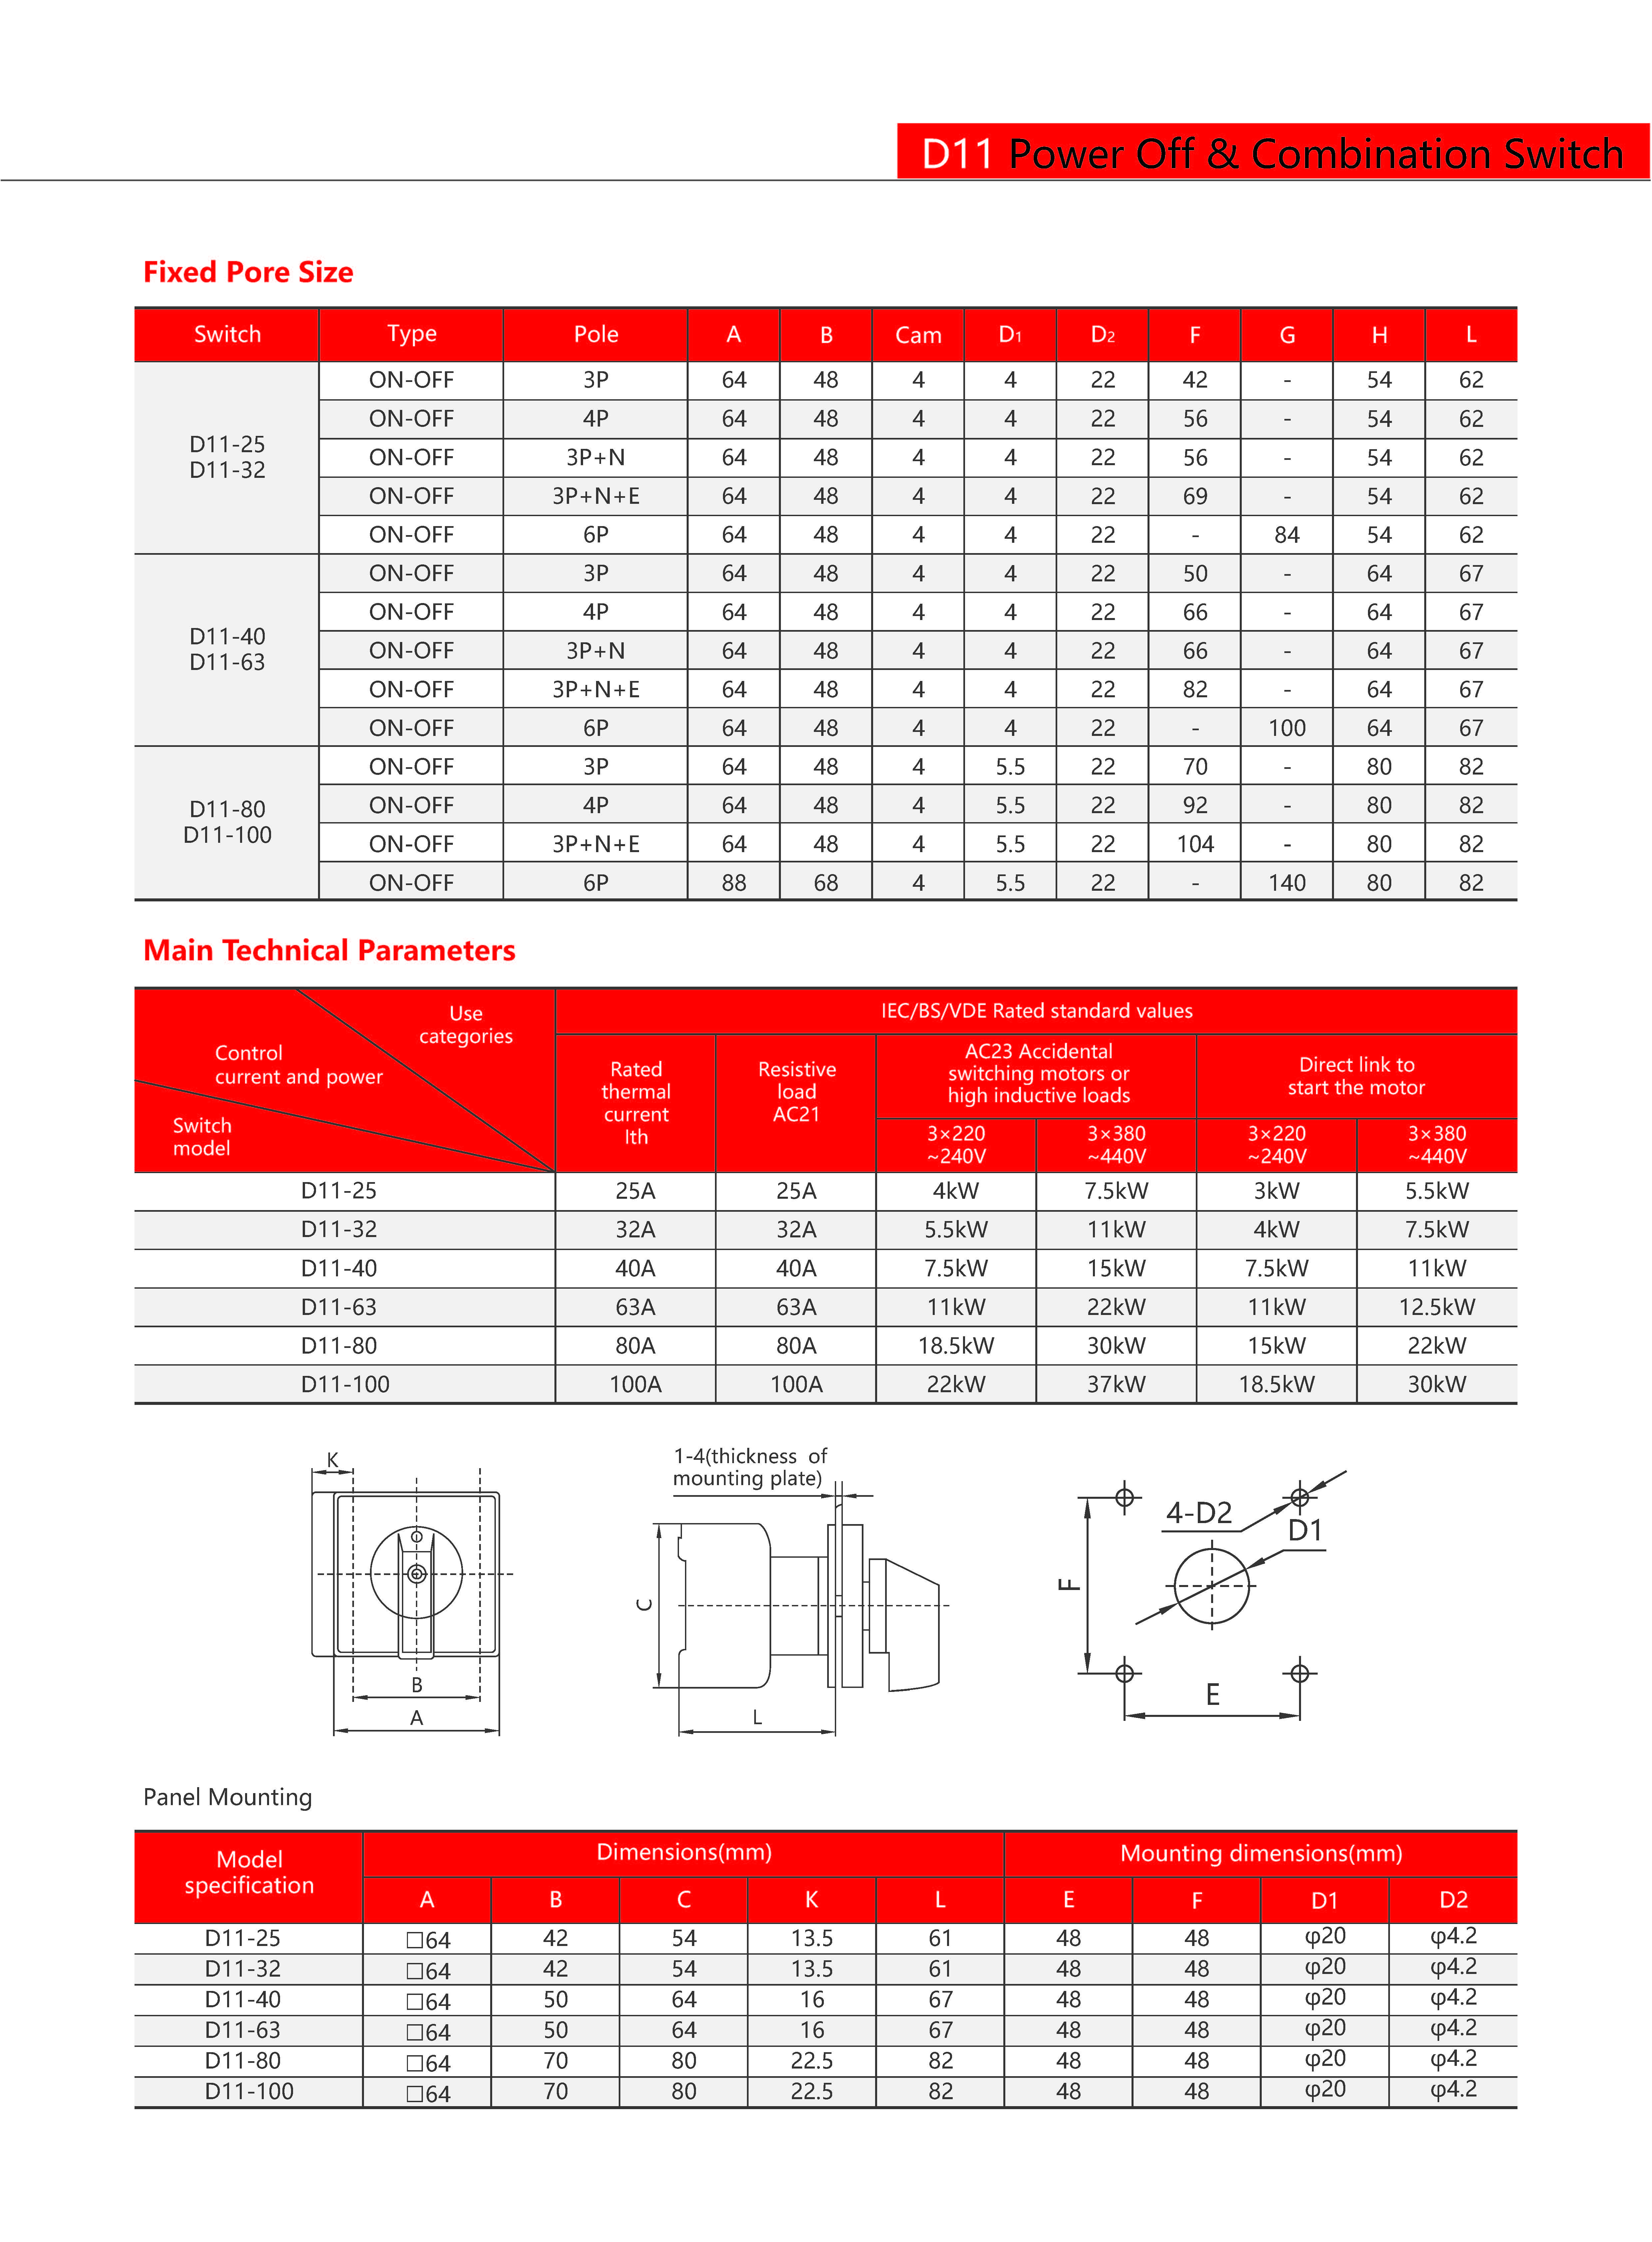 D11 Power Off & Combination Switch
Fixed Pore Size
Switch Type Pole A B Cam D1 D2 F G H L
D11-25
D11-32
ON-OFF 3P 64 48 4 4 22 42 - 54 62
ON-OFF 4P 64 48 4 4 22 56 - 54 62
ON-OFF 3P+N 64 48 4 4 22 56 - 54 62
ON-OFF 3P+N+E 64 48 4 4 22 69 - 54 62
ON-OFF 6P 64 48 4 4 22 - 84 54 62
D11-40
D11-63
ON-OFF 3P 64 48 4 4 22 50 - 64 67
ON-OFF 4P 64 48 4 4 22 66 - 64 67
ON-OFF 3P+N 64 48 4 4 22 66 - 64 67
ON-OFF 3P+N+E 64 48 4 4 22 82 - 64 67
ON-OFF 6P 64 48 4 4 22 - 100 64 67
D11-80
D11-100
ON-OFF 3P 64 48 4 5.5 22 70 - 80 82
ON-OFF 4P 64 48 4 5.5 22 92 - 80 82
ON-OFF 3P+N+E 64 48 4 5.5 22 104 - 80 82
ON-OFF 6P 88 68 4 5.5 22 - 140 80 82
Main Technical Parameters
Use
categories
Control
current and power
Switch
model
IEC/BS/VDE Rated standard values
Rated
thermal
current
Ith
Resistive
load
AC21
AC23 Accidental
switching motors or
high inductive loads
Direct link to
start the motor
3×220
~240V
3×380
~440V
3×220
~240V
3×380
~440V
D11-25 25A 25A 4kW 7.5kW 3kW 5.5kW
D11-32 32A 32A 5.5kW 11kW 4kW 7.5kW
D11-40 40A 40A 7.5kW 15kW 7.5kW 11kW
D11-63 63A 63A 11kW 22kW 11kW 12.5kW
D11-80 80A 80A 18.5kW 30kW 15kW 22kW
D11-100 100A 100A 22kW 37kW 18.5kW 30kW
K
B
A
1-4(thickness of
mounting plate)
C
L
4-D2
D1
F
E
Panel Mounting
Model
specification
Dimensions(mm) Mounting dimensions(mm)
A B C K L E F D1 D2
D11-25 □64 42 54 13.5 61 48 48 φ20 φ4.2
D11-32 □64 42 54 13.5 61 48 48 φ20 φ4.2
D11-40 □64 50 64 16 67 48 48 φ20 φ4.2
D11-63 □64 50 64 16 67 48 48 φ20 φ4.2
D11-80 □64 70 80 22.5 82 48 48 φ20 φ4.2
D11-100 □64 70 80 22.5 82 48 48 φ20 φ4.2